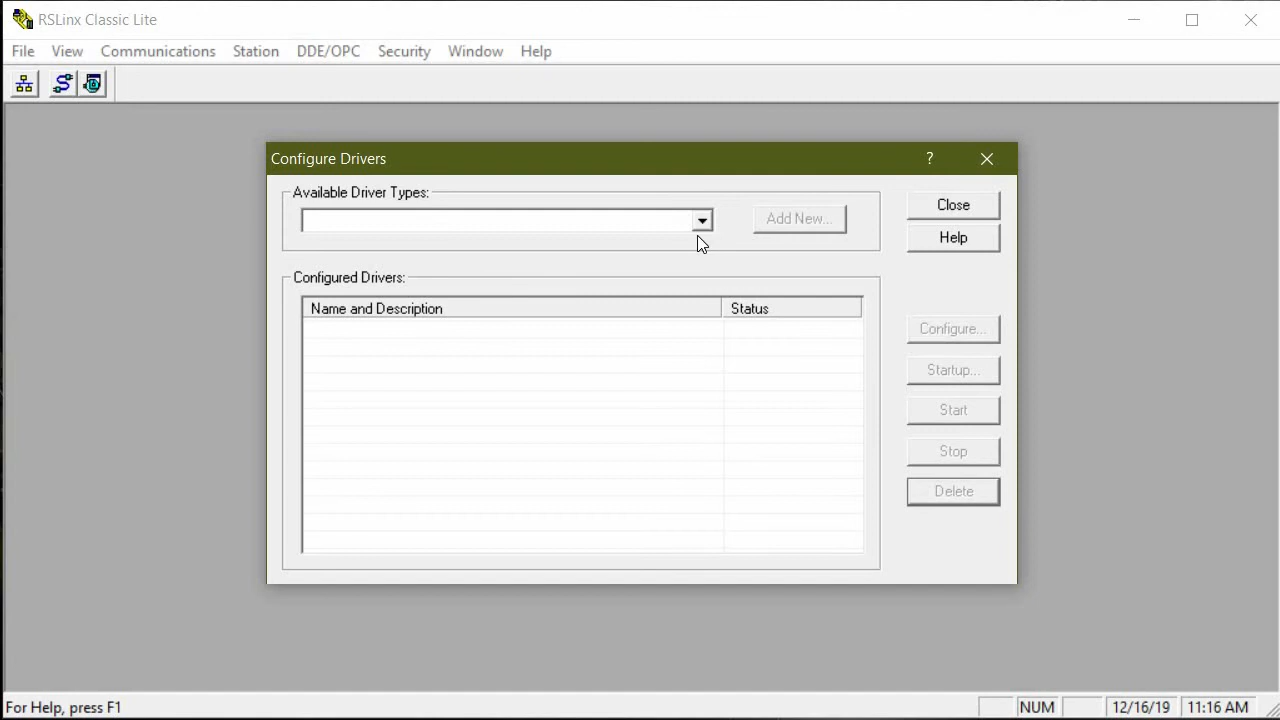 RSLinx Classic Lite
File View Communications Station DDE/OPC Security Window Help
Configure Drivers ?
Available Driver Types:
Add New...
Close
Help
Configured Drivers:
Name and Description Status
Configure...
Startup...
Start
Stop
Delete
For Help, press F1 NUM 12/16/19 11:16 AM